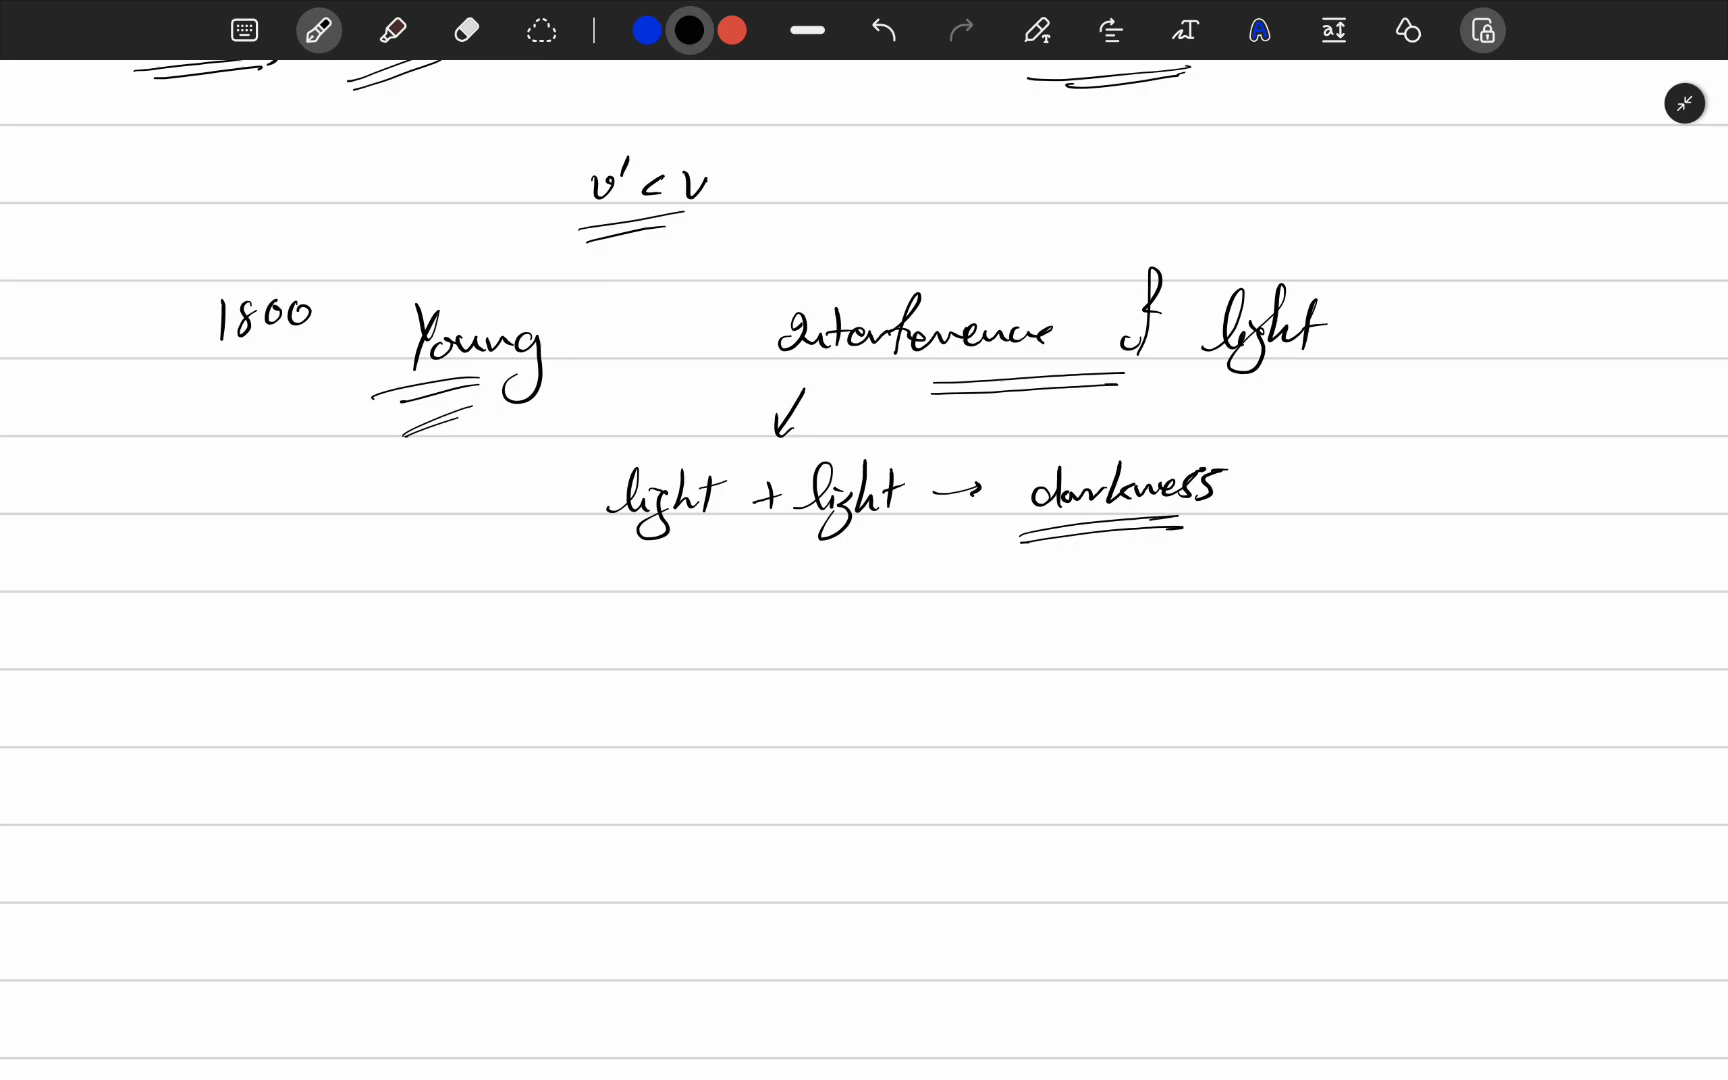 v' < v
1800 Young Interference of light
light + light → darkness